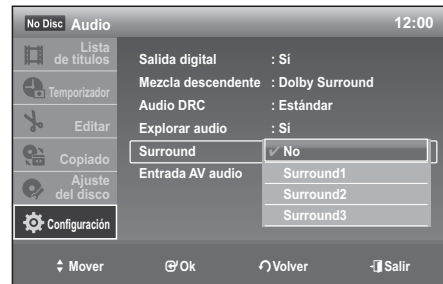 No Disc Audio 12:00
Lista
de títulos
Temporizador
Editar
Copiado
Ajuste
del disco
Configuración
Salida digital : Sí
Mezcla descendente : Dolby Surround
Audio DRC : Estándar
Explorar audio : Sí
Surround ✔ No
Entrada AV audio Surround1
Surround2
Surround3
Mover Ok Volver Salir